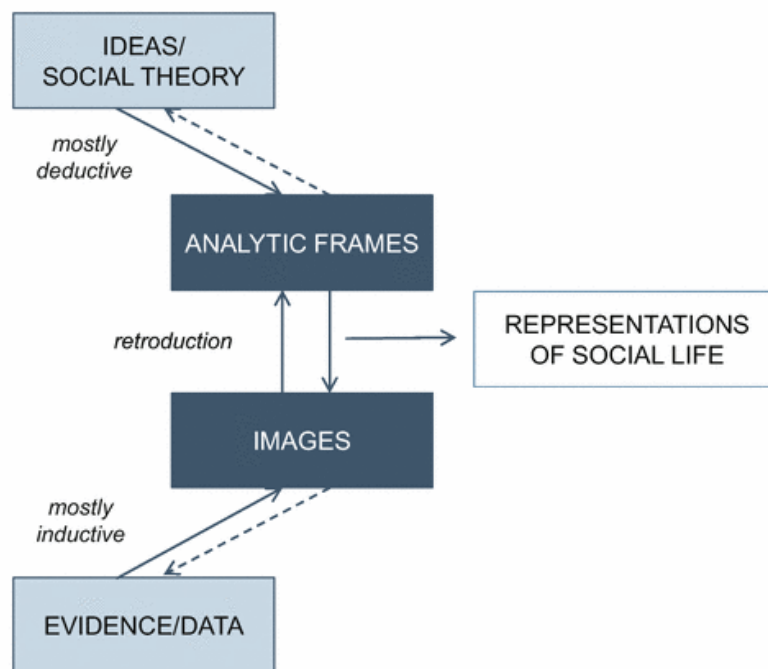 IDEAS/
SOCIAL THEORY
mostly
deductive
ANALYTIC FRAMES
retroduction
REPRESENTATIONS
OF SOCIAL LIFE
IMAGES
mostly
inductive
EVIDENCE/DATA